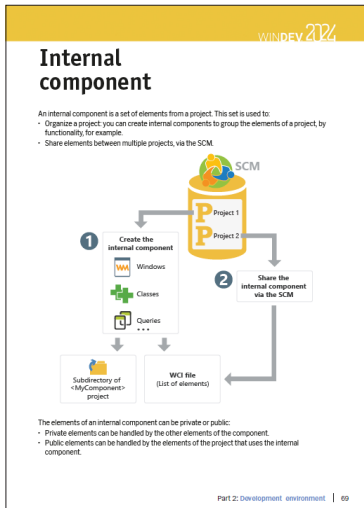 WINDEV 2024
Internal
component
An internal component is a set of elements from a project. This set is used to:
• Organize a project: you can create internal components to group the elements of a project, by
functionality, for example.
• Share elements between multiple projects, via the SCM.
SCM
P Project 1
P Project 2
1
Create the
internal component
Windows
Classes
Queries
...
2
Share the
internal component
via the SCM
Subdirectory of
<MyComponent>
project
WCI file
(List of elements)
The elements of an internal component can be private or public:
• Private elements can be handled by the other elements of the component.
• Public elements can be handled by the elements of the project that uses the internal
component.
Part 2: Development environment | 69